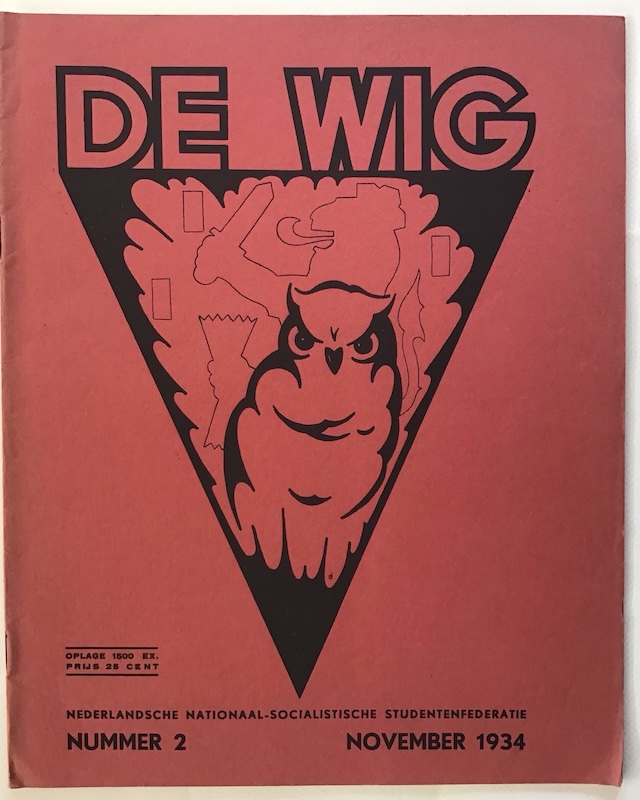 DE WIG
OPLAGE 1500 EX.
PRIJS 25 CENT
NEDERLANDSCHE NATIONAAL-SOCIALISTISCHE STUDENTENFEDERATIE
NUMMER 2 NOVEMBER 1934